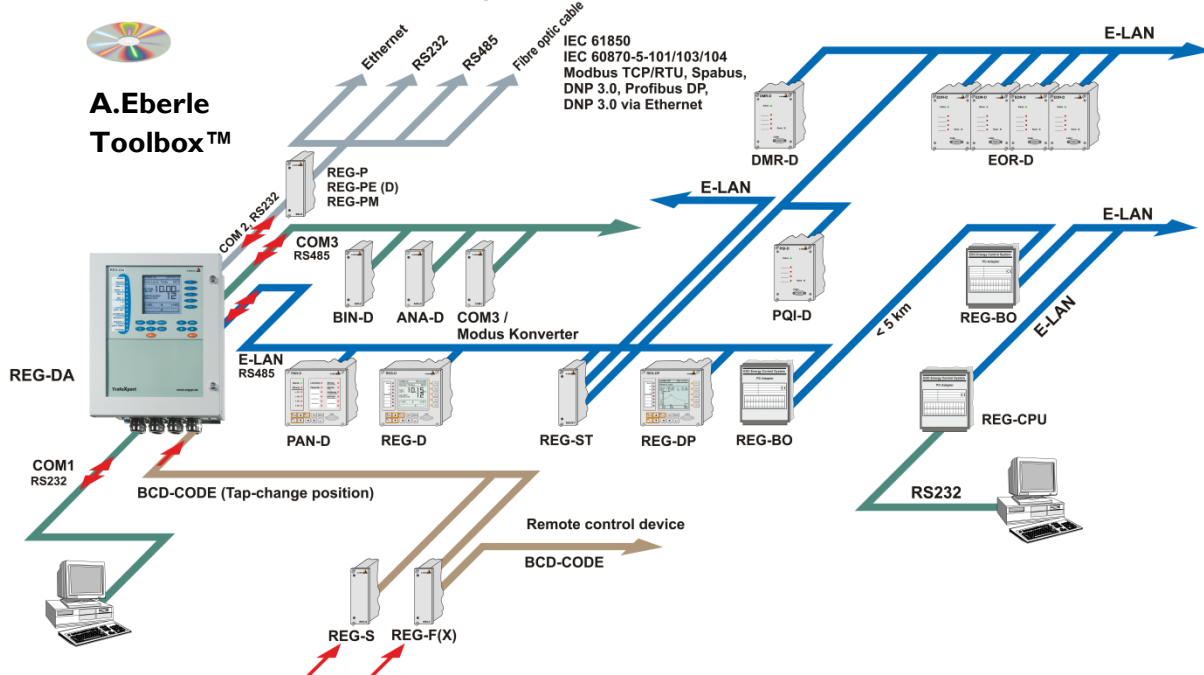 A.Eberle
Toolbox™
Ethernet
RS232
RS485
Fibre optic cable
IEC 61850
IEC 60870-5-101/103/104
Modbus TCP/RTU, Spabus,
DNP 3.0, Profibus DP,
DNP 3.0 via Ethernet
E-LAN
DMR-D
EOR-D
REG-P
REG-PE (D)
REG-PM
COM 2, RS232
COM3
RS485
E-LAN
E-LAN
BIN-D
ANA-D
COM3 /
Modus Konverter
PQI-D
< 5 km
REG-BO
E-LAN
E-LAN
RS485
REG-DA
PAN-D
REG-D
REG-ST
REG-DP
REG-BO
REG-CPU
COM1
RS232
BCD-CODE (Tap-change position)
RS232
Remote control device
BCD-CODE
REG-S
REG-F(X)